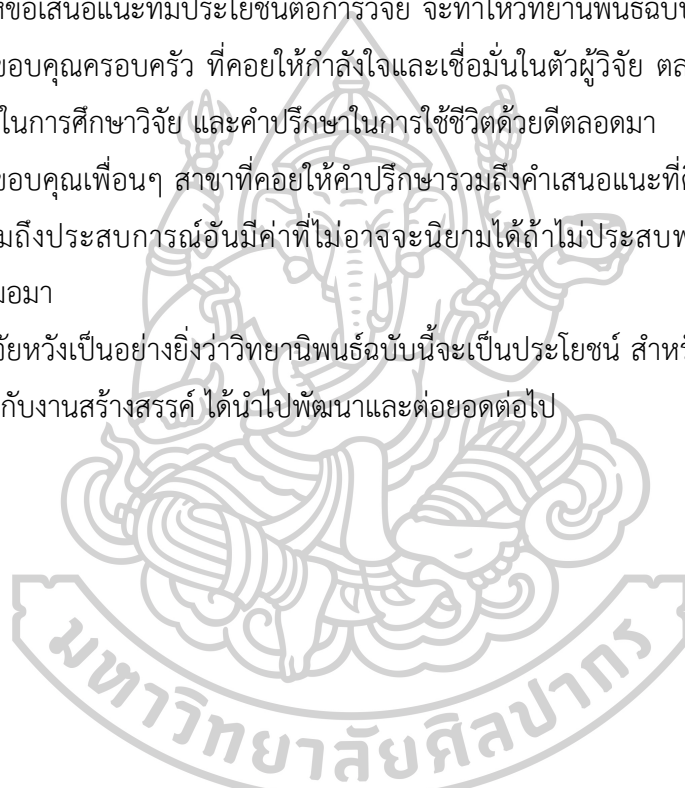 ให้ข้อเสนอแนะที่มีประโยชน์ต่อการวิจัย จะทำให้วิทยานิพนธ์ฉบับ
ขอบคุณครอบครัว ที่คอยให้กำลังใจและเชื่อมั่นในตัวผู้วิจัย ตล
ในการศึกษาวิจัย และคำปรึกษาในการใช้ชีวิตด้วยดีตลอดมา
ขอบคุณเพื่อนๆ สาขาที่คอยให้คำปรึกษารวมถึงคำเสนอแนะที่ดี
มถึงประสบการณ์อันมีค่าที่ไม่อาจจะนิยามได้ถ้าไม่ประสบพ
มอมา
จัยหวังเป็นอย่างยิ่งว่าวิทยานิพนธ์ฉบับนี้จะเป็นประโยชน์ สำหรั
กับงานสร้างสรรค์ ได้นำไปพัฒนาและต่อยอดต่อไป
มหาวิทยาลัยศิลปากร